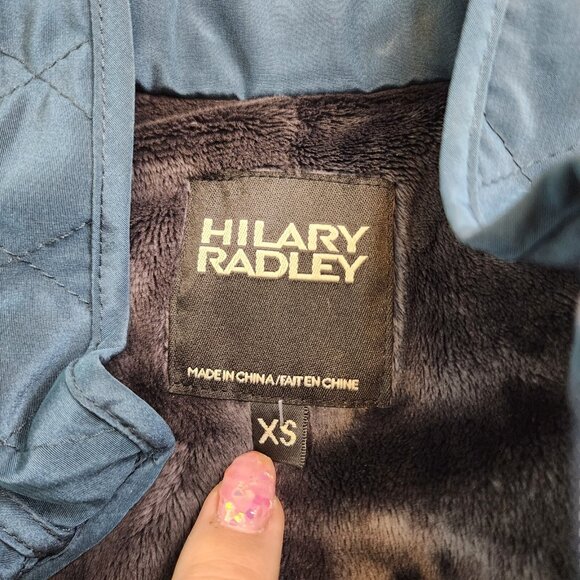 HILARY
RADLEY
MADE IN CHINA/FAIT EN CHINE
XS